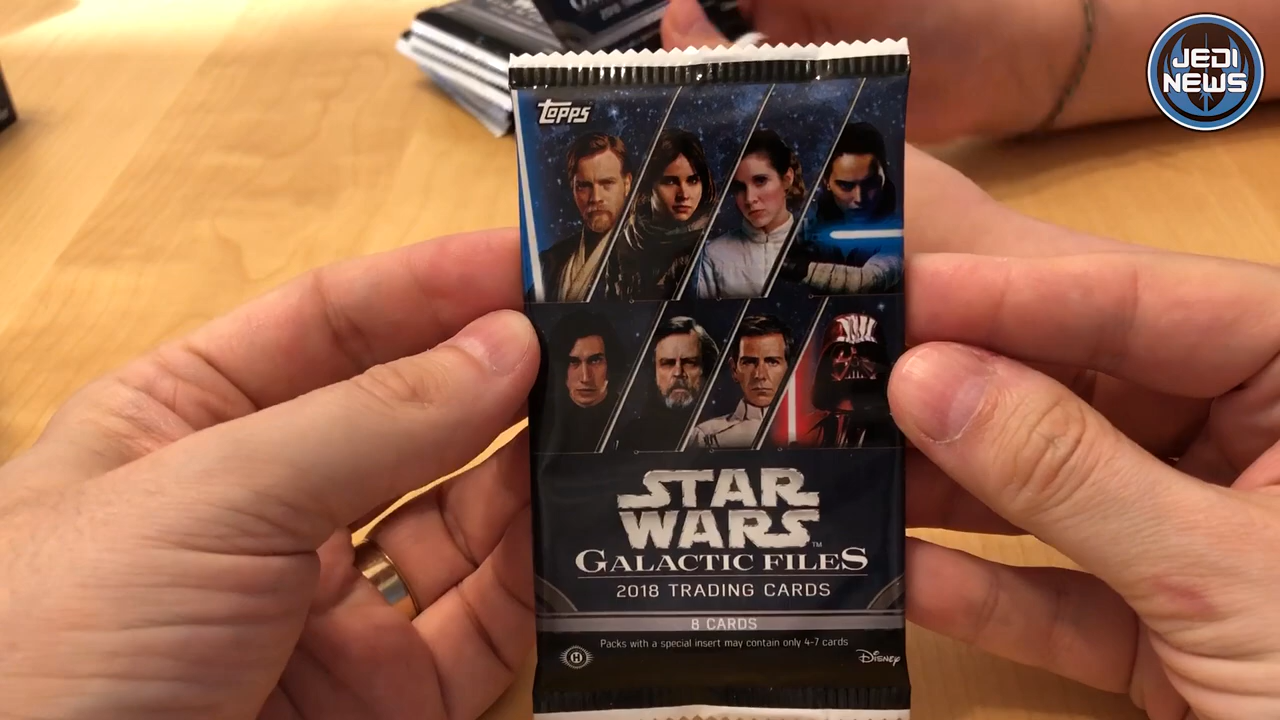 JEDI
NEWS
Topps
STAR
WARS™
GALACTIC FILES
2018 TRADING CARDS
8 CARDS
Packs with a special insert may contain only 4-7 cards
H
Disney